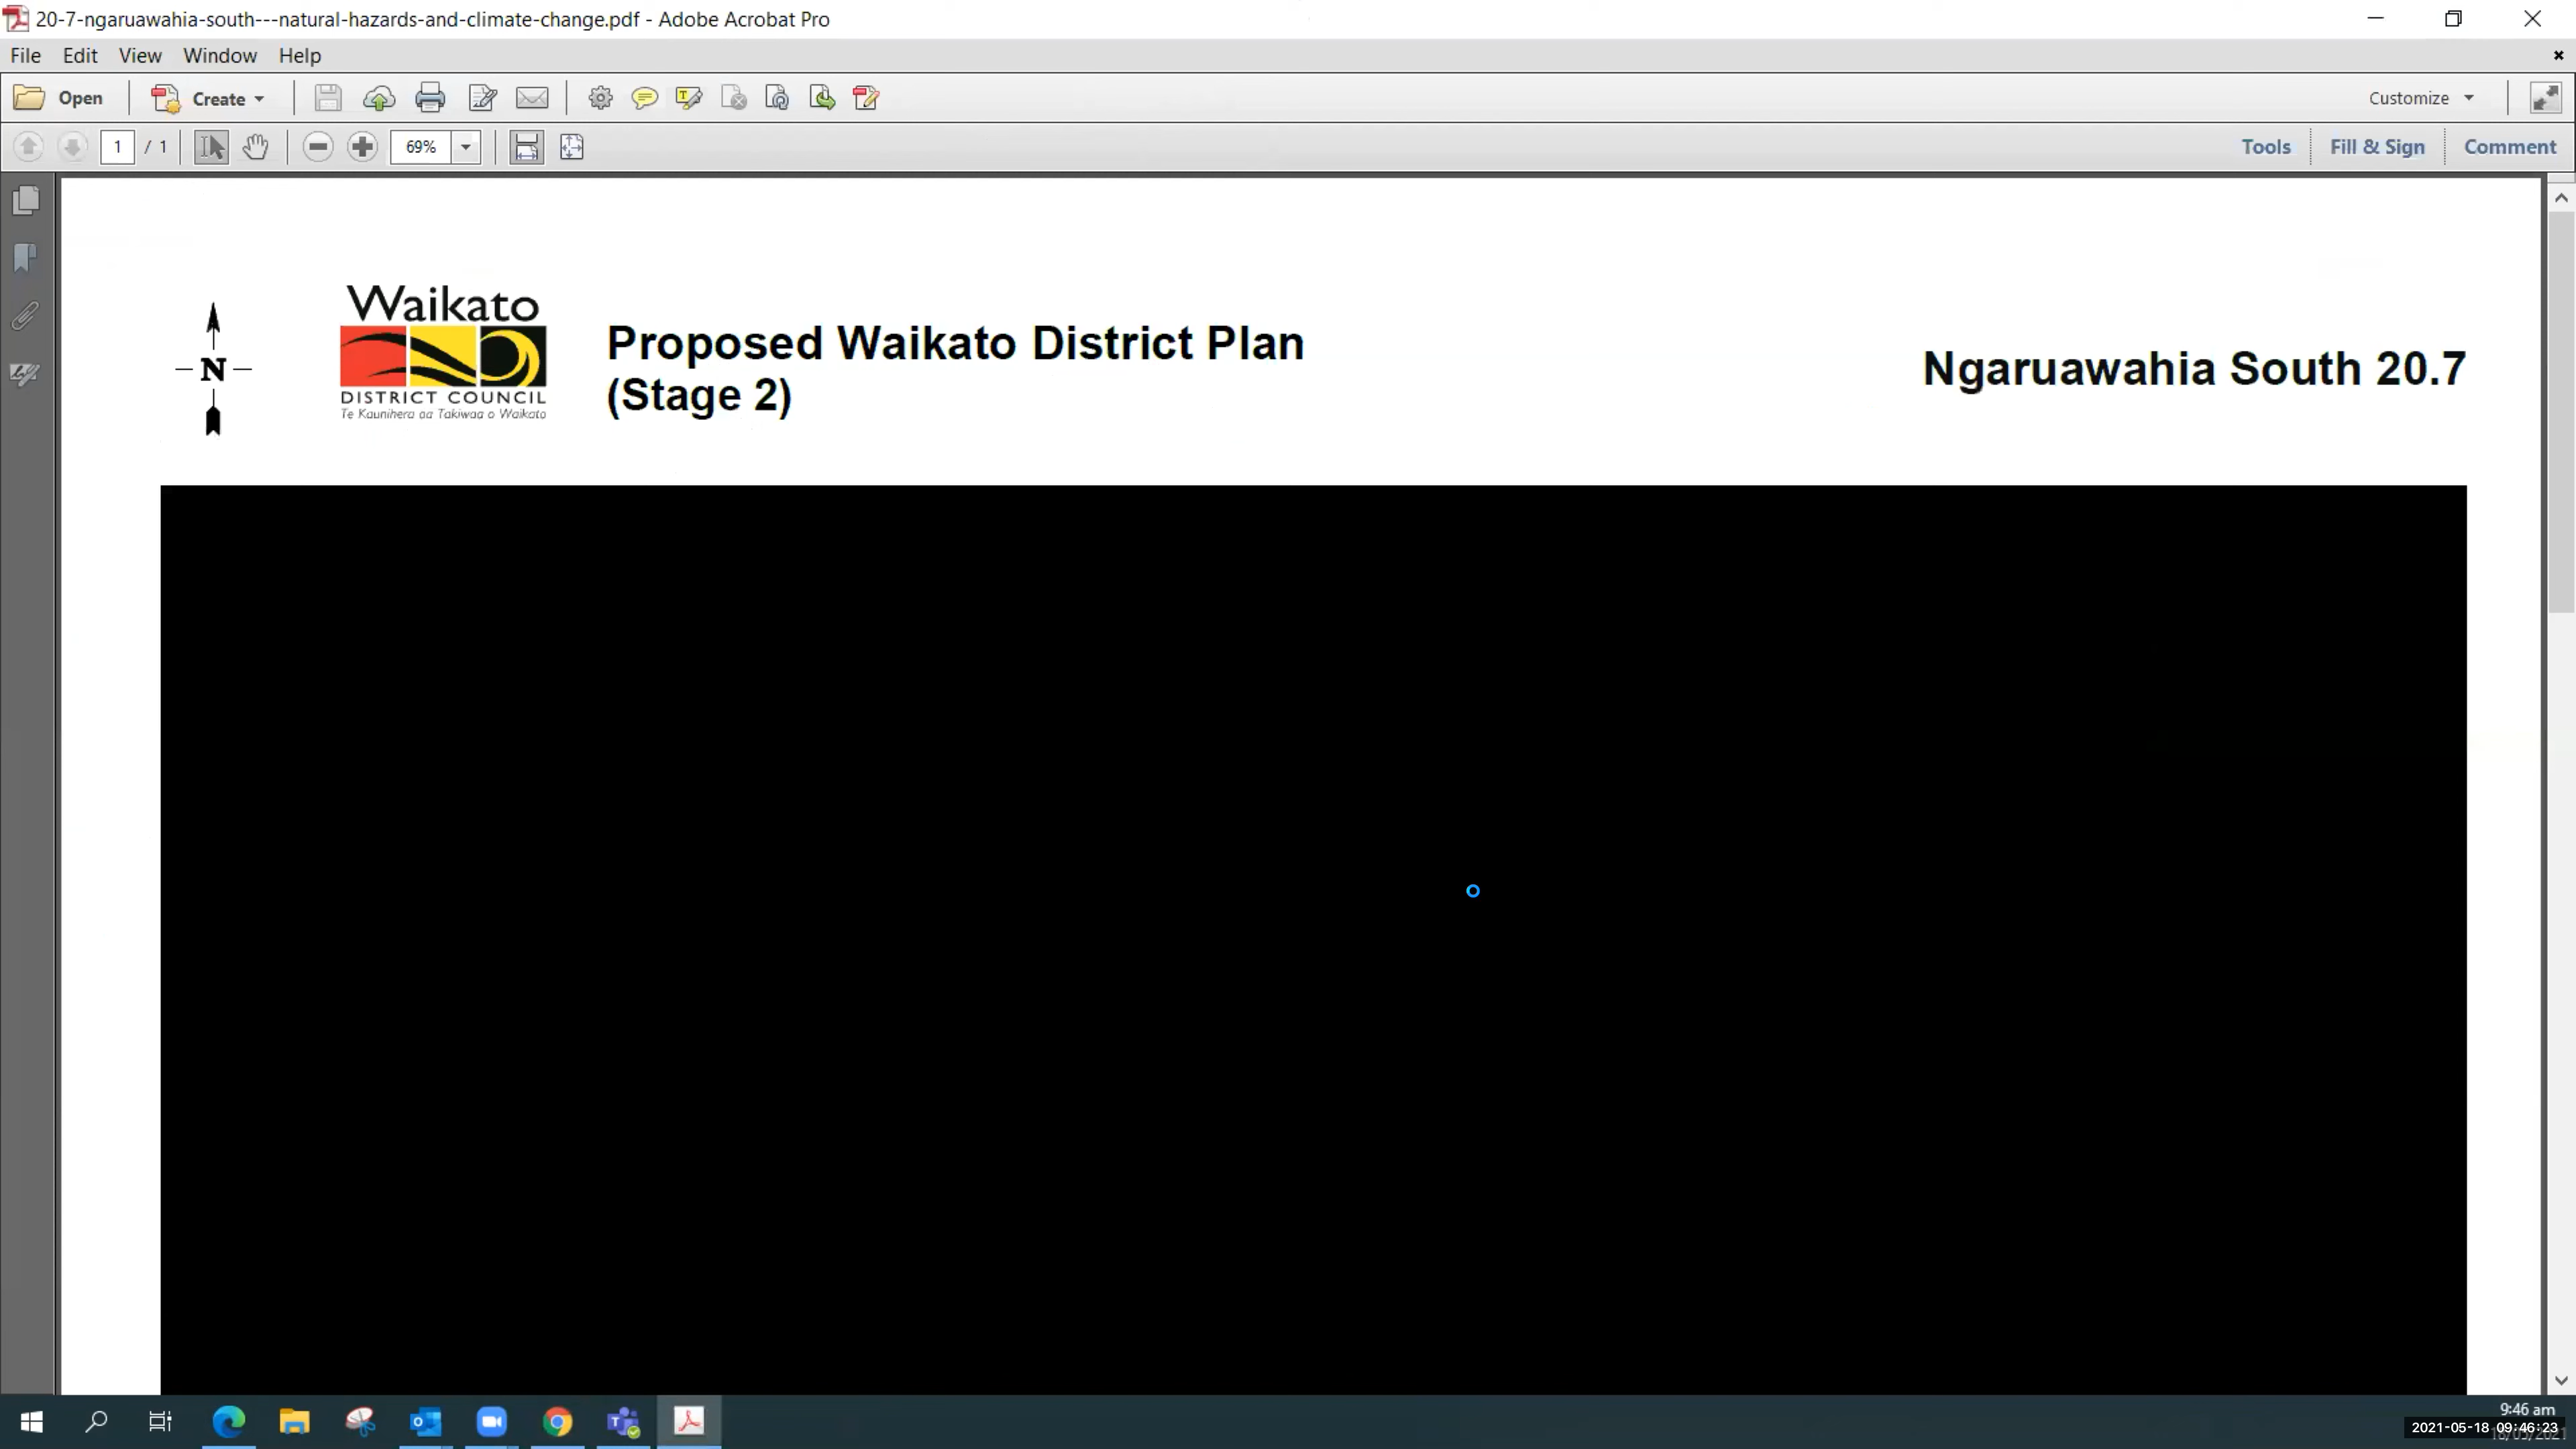 20-7-ngaruawahia-south---natural-hazards-and-climate-change.pdf - Adobe Acrobat Pro
File Edit View Window Help
Open Create Customize
1 / 1 69% Tools Fill & Sign Comment
N
Waikato
DISTRICT COUNCIL
Te Kaunihera aa Takiwaa o Waikato
Proposed Waikato District Plan
(Stage 2)
Ngaruawahia South 20.7
9:46 am
2021-05-18 09:46:23